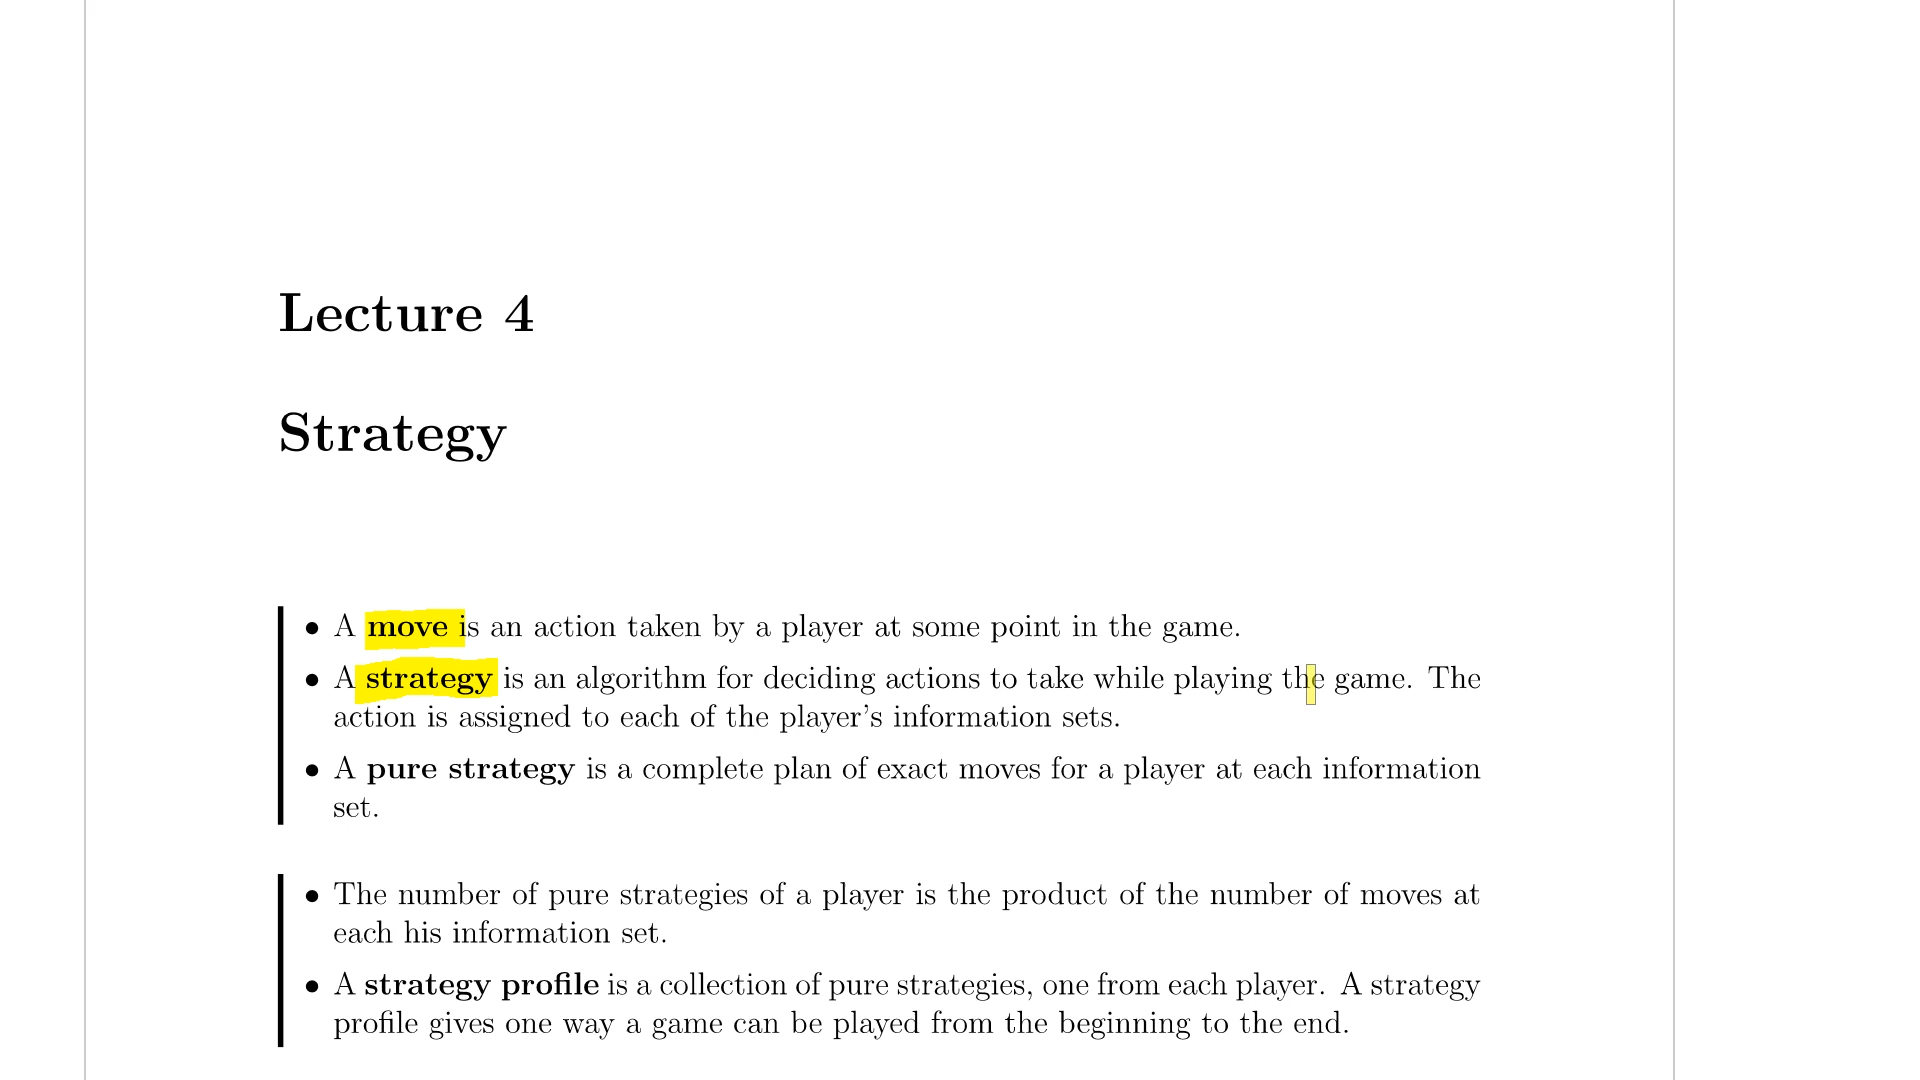 Lecture 4
Strategy
• A move is an action taken by a player at some point in the game.
• A strategy is an algorithm for deciding actions to take while playing the game. The
action is assigned to each of the player's information sets.
• A pure strategy is a complete plan of exact moves for a player at each information
set.
• The number of pure strategies of a player is the product of the number of moves at
each his information set.
• A strategy profile is a collection of pure strategies, one from each player. A strategy
profile gives one way a game can be played from the beginning to the end.